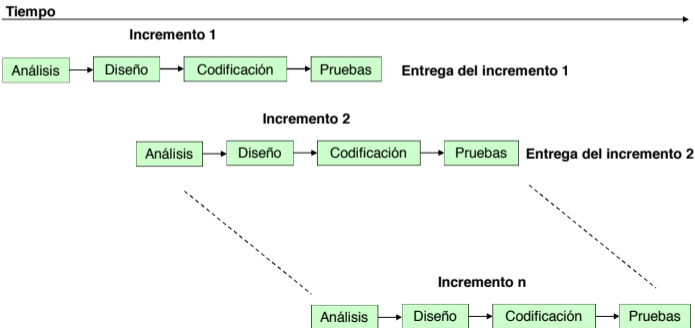 Tiempo
Incremento 1
Análisis Diseño Codificación Pruebas Entrega del incremento 1
Incremento 2
Análisis Diseño Codificación Pruebas Entrega del incremento 2
Incremento n
Análisis Diseño Codificación Pruebas